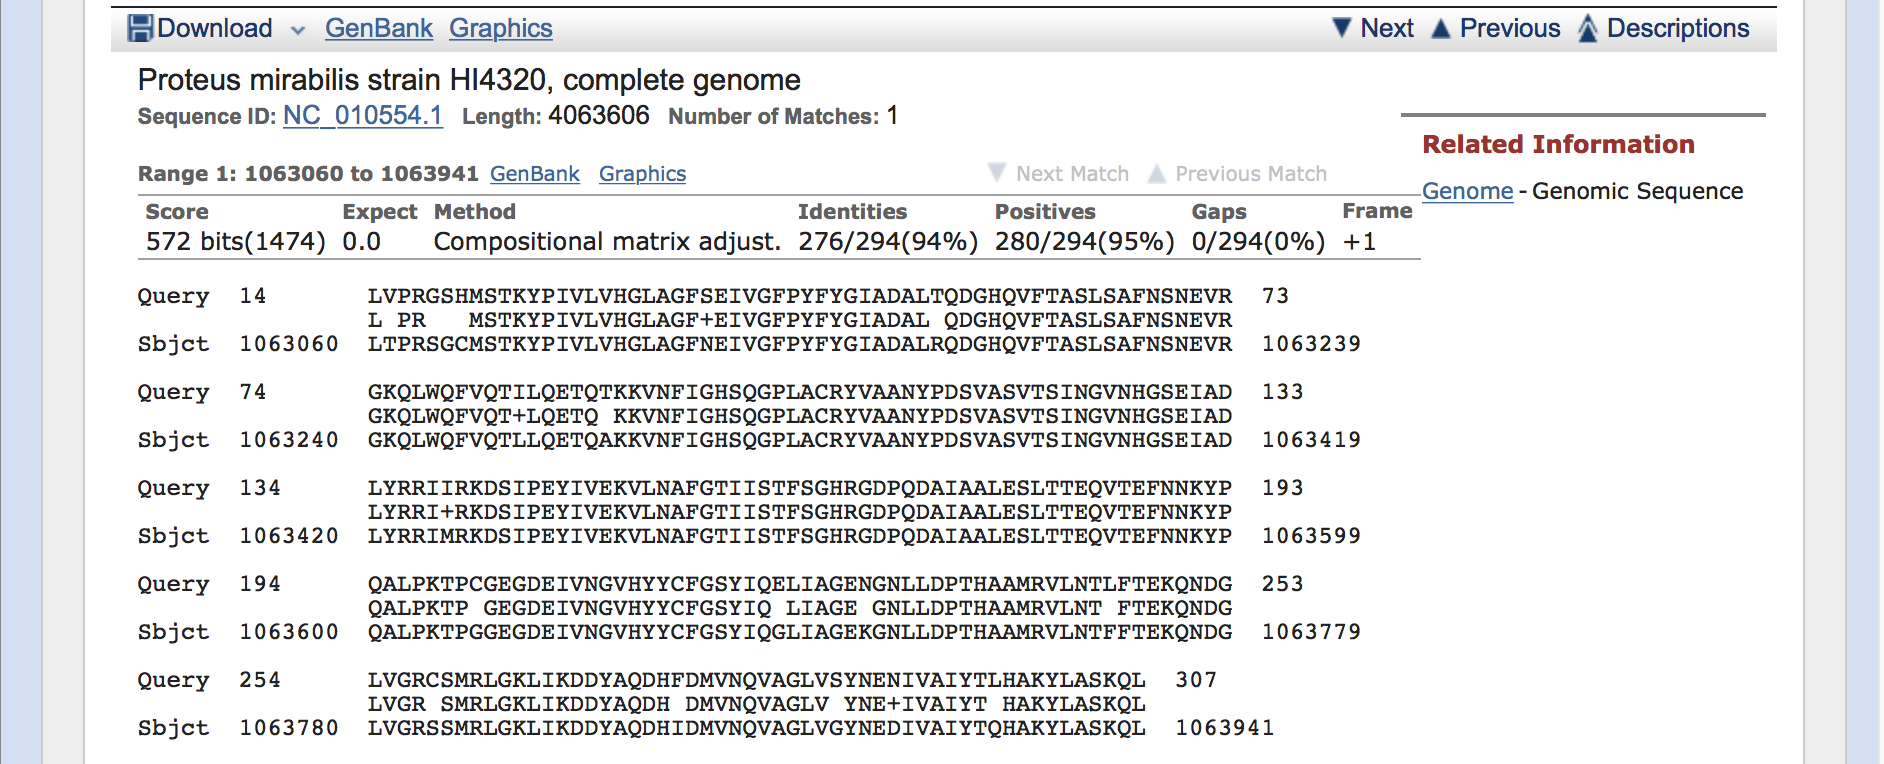 Download GenBank Graphics Next Previous Descriptions
Proteus mirabilis strain HI4320, complete genome
Sequence ID: NC_010554.1 Length: 4063606 Number of Matches: 1
Related Information
Genome - Genomic Sequence
Range 1: 1063060 to 1063941 GenBank Graphics Next Match Previous Match
Score Expect Method Identities Positives Gaps Frame
572 bits(1474) 0.0 Compositional matrix adjust. 276/294(94%) 280/294(95%) 0/294(0%) +1
Query 14 LVPRGSHMSTKYPIVLVHGLAGFSEIVGFPYFYGIADALTQDGHQVFTASLSAFNSNEVR 73
L PR   MSTKYPIVLVHGLAGF+EIVGFPYFYGIADAL QDGHQVFTASLSAFNSNEVR
Sbjct 1063060 LTPRSGCMSTKYPIVLVHGLAGFNEIVGFPYFYGIADALRQDGHQVFTASLSAFNSNEVR 1063239
Query 74 GKQLWQFVQTILQETQTKKVNFIGHSQGPLACRYVAANYPDSVASVTSINGVNHGSEIAD 133
GKQLWQFVQT+LQETQ KKVNFIGHSQGPLACRYVAANYPDSVASVTSINGVNHGSEIAD
Sbjct 1063240 GKQLWQFVQTLLQETQAKKVNFIGHSQGPLACRYVAANYPDSVASVTSINGVNHGSEIAD 1063419
Query 134 LYRRIIRKDSIPEYIVEKVLNAFGTIISTFSGHRGDPQDAIAALESLTTEQVTEFNNKYP 193
LYRRI+RKDSIPEYIVEKVLNAFGTIISTFSGHRGDPQDAIAALESLTTEQVTEFNNKYP
Sbjct 1063420 LYRRIMRKDSIPEYIVEKVLNAFGTIISTFSGHRGDPQDAIAALESLTTEQVTEFNNKYP 1063599
Query 194 QALPKTPCGEGDEIVNGVHYYCFGSYIQELIAGENGNLLDPTHAAMRVLNTLFTEKQNDG 253
QALPKTP GEGDEIVNGVHYYCFGSYIQ LIAGE GNLLDPTHAAMRVLNT FTEKQNDG
Sbjct 1063600 QALPKTPGGEGDEIVNGVHYYCFGSYIQGLIAGEKGNLLDPTHAAMRVLNTFFTEKQNDG 1063779
Query 254 LVGRCSMRLGKLIKDDYAQDHFDMVNQVAGLVSYNENIVAIYTLHAKYLASKQL 307
LVGR SMRLGKLIKDDYAQDH DMVNQVAGLV YNE+IVAIYT HAKYLASKQL
Sbjct 1063780 LVGRSSMRLGKLIKDDYAQDHIDMVNQVAGLVGYNEDIVAIYTQHAKYLASKQL 1063941